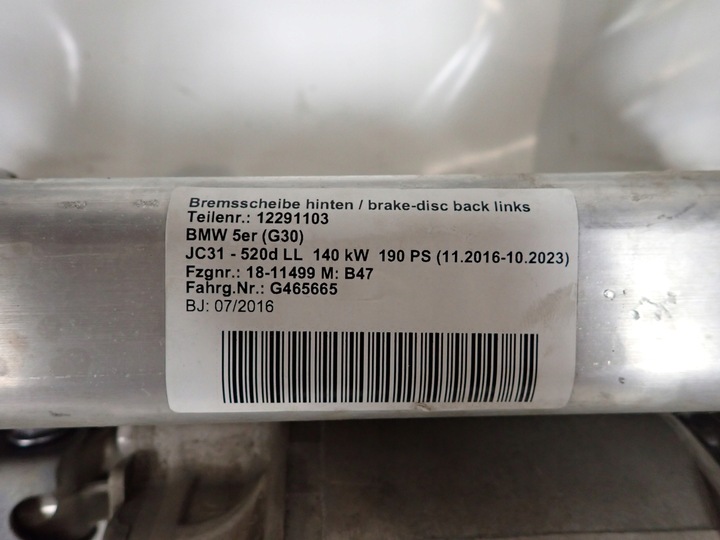 Bremsscheibe hinten / brake-disc back links
Teilenr.: 12291103
BMW 5er (G30)
JC31 - 520d LL 140 kW 190 PS (11.2016-10.2023)
Fzgnr.: 18-11499 M: B47
Fahrg.Nr.: G465665
BJ: 07/2016